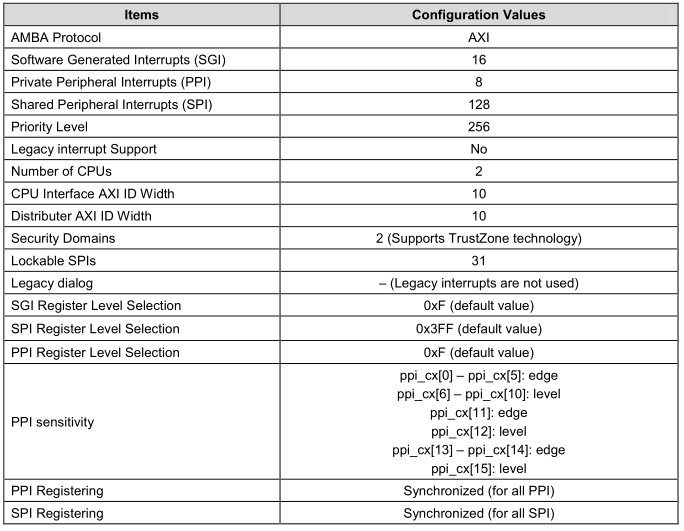 Items Configuration Values
AMBA Protocol AXI
Software Generated Interrupts (SGI) 16
Private Peripheral Interrupts (PPI) 8
Shared Peripheral Interrupts (SPI) 128
Priority Level 256
Legacy interrupt Support No
Number of CPUs 2
CPU Interface AXI ID Width 10
Distributer AXI ID Width 10
Security Domains 2 (Supports TrustZone technology)
Lockable SPIs 31
Legacy dialog – (Legacy interrupts are not used)
SGI Register Level Selection 0xF (default value)
SPI Register Level Selection 0x3FF (default value)
PPI Register Level Selection 0xF (default value)
PPI sensitivity
ppi_cx[0] – ppi_cx[5]: edge
ppi_cx[6] – ppi_cx[10]: level
ppi_cx[11]: edge
ppi_cx[12]: level
ppi_cx[13] – ppi_cx[14]: edge
ppi_cx[15]: level
PPI Registering Synchronized (for all PPI)
SPI Registering Synchronized (for all SPI)